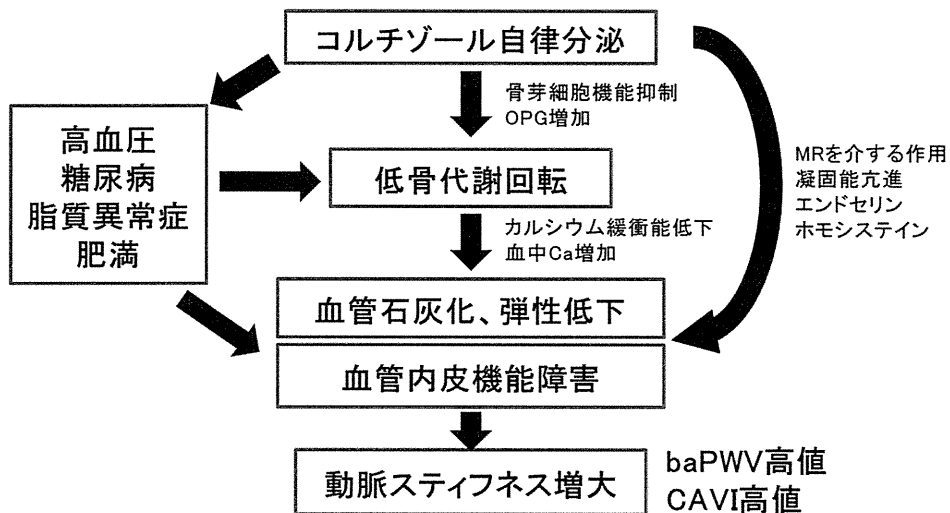 コルチゾール自律分泌
骨芽細胞機能抑制
OPG増加
高血圧
糖尿病
脂質異常症
肥満
低骨代謝回転
MRを介する作用
凝固能亢進
エンドセリン
ホモシステイン
カルシウム緩衝能低下
血中Ca増加
血管石灰化、弾性低下
血管内皮機能障害
動脈スティフネス増大
baPWV高値
CAVI高値